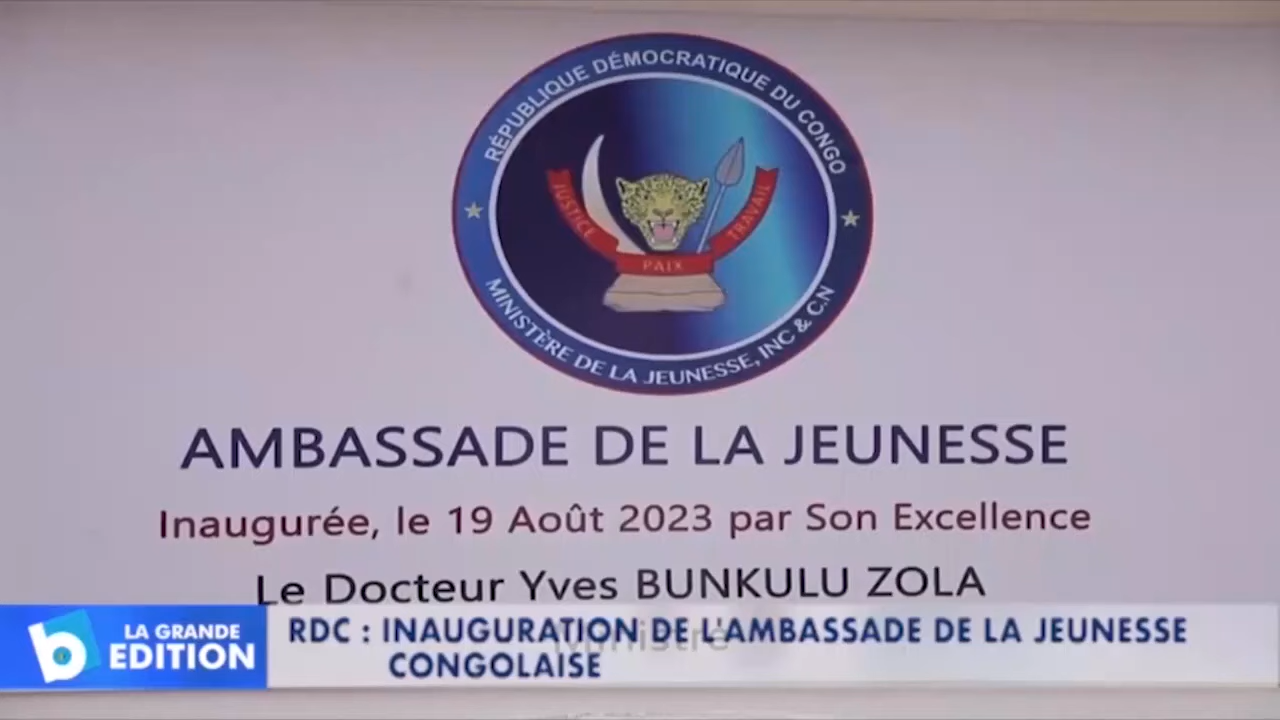 RÉPUBLIQUE DÉMOCRATIQUE DU CONGO
JUSTICE
PAIX
TRAVAIL
MINISTÈRE DE LA JEUNESSE, INC & C.N
AMBASSADE DE LA JEUNESSE
Inaugurée, le 19 Août 2023 par Son Excellence
Le Docteur Yves BUNKULU ZOLA
Ministre
LA GRANDE
EDITION
RDC : INAUGURATION DE L'AMBASSADE DE LA JEUNESSE
CONGOLAISE